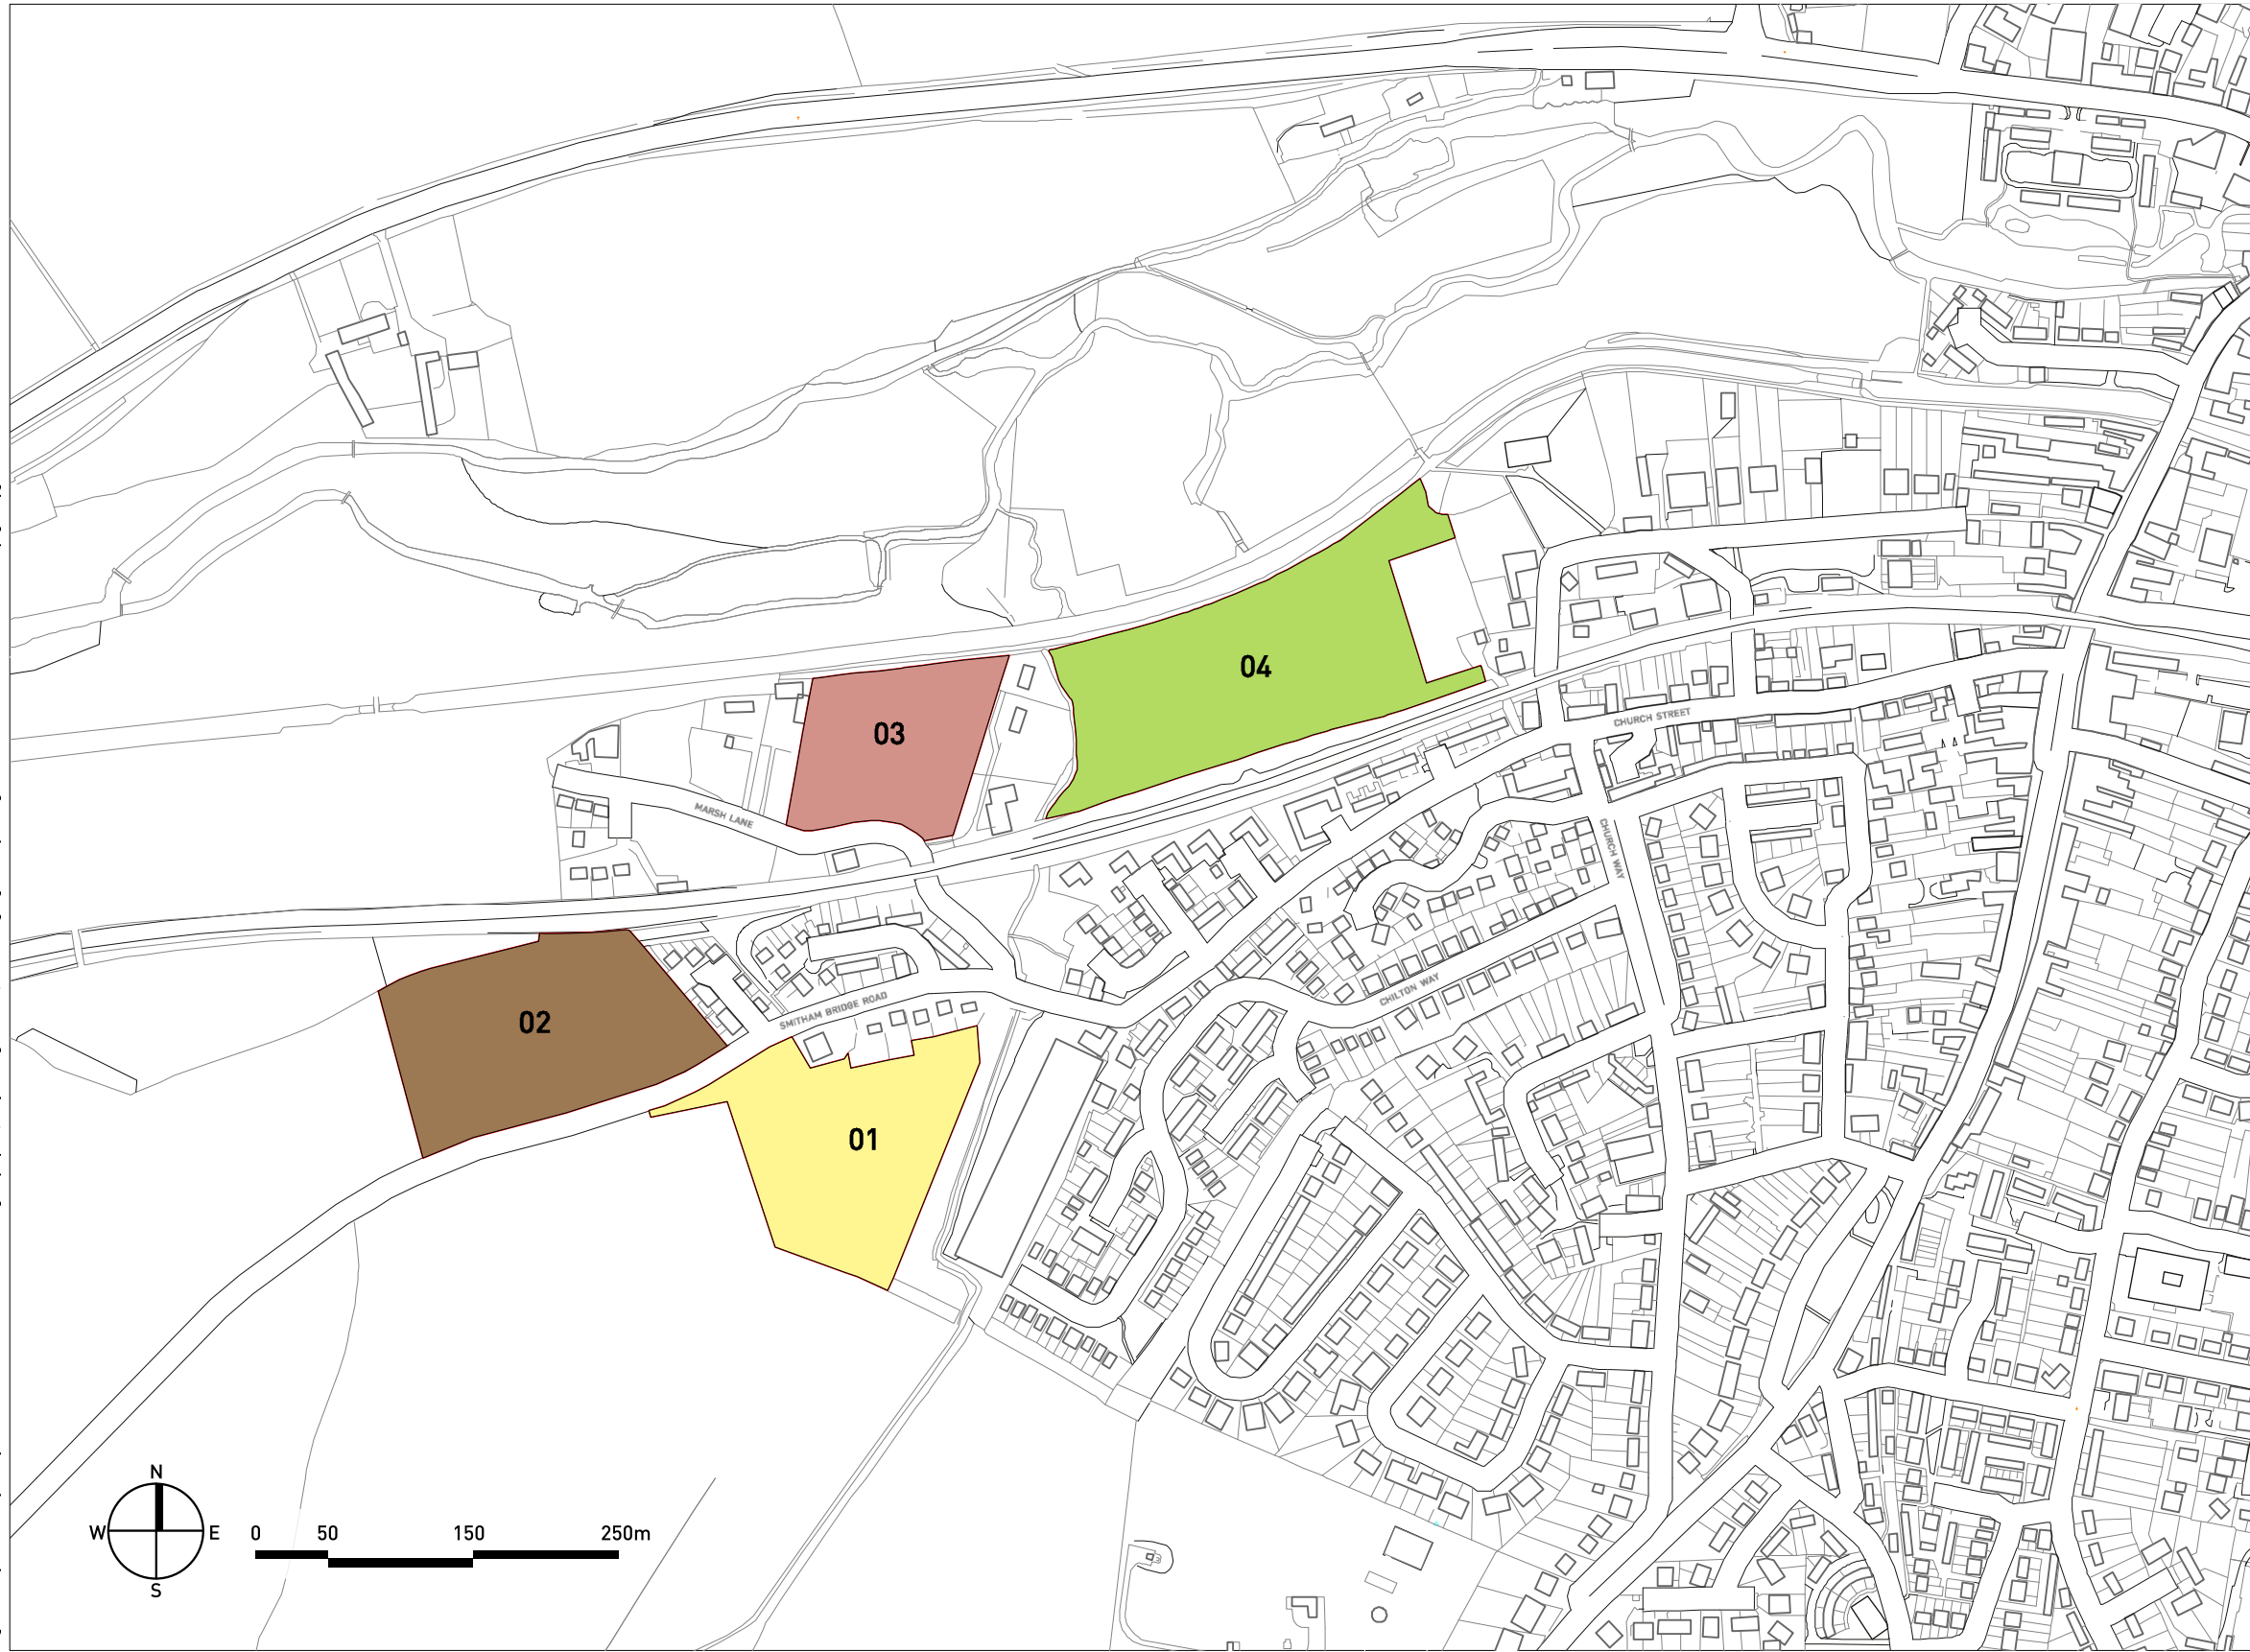 04
03
CHURCH STREET
MARSH LANE
CHURCH WAY
CHILTON WAY
SMITHAM BRIDGE ROAD
02
01
N
W
E
S
0
50
150
250m